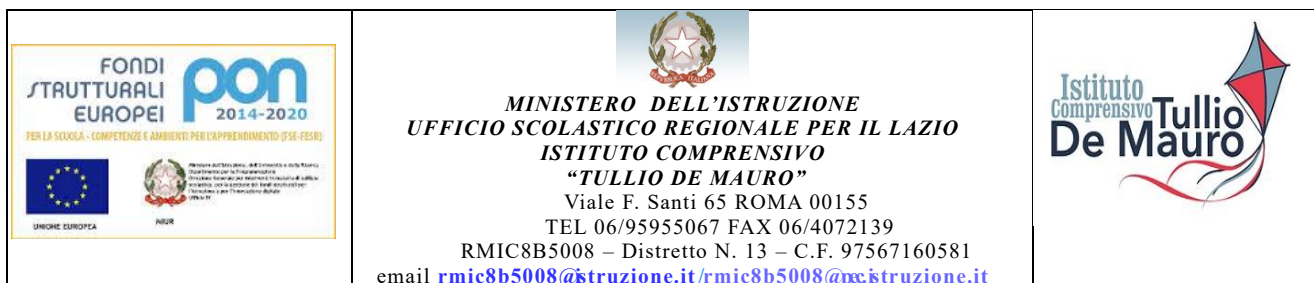 FONDI
STRUTTURALI
EUROPEI
pon
2014-2020
PER LA SCUOLA - COMPETENZE E AMBIENTI PER L'APPRENDIMENTO (FSE-FESR)
UNIONE EUROPEA
MIUR
REPVBBLICA ITALIANA
MINISTERO DELL'ISTRUZIONE
UFFICIO SCOLASTICO REGIONALE PER IL LAZIO
ISTITUTO COMPRENSIVO
“TULLIO DE MAURO”
Viale F. Santi 65 ROMA 00155
TEL 06/95955067 FAX 06/4072139
RMIC8B5008 – Distretto N. 13 – C.F. 97567160581
email rmic8b5008@istruzione.it/rmic8b5008@pec.istruzione.it
Istituto
Comprensivo Tullio
De Mauro